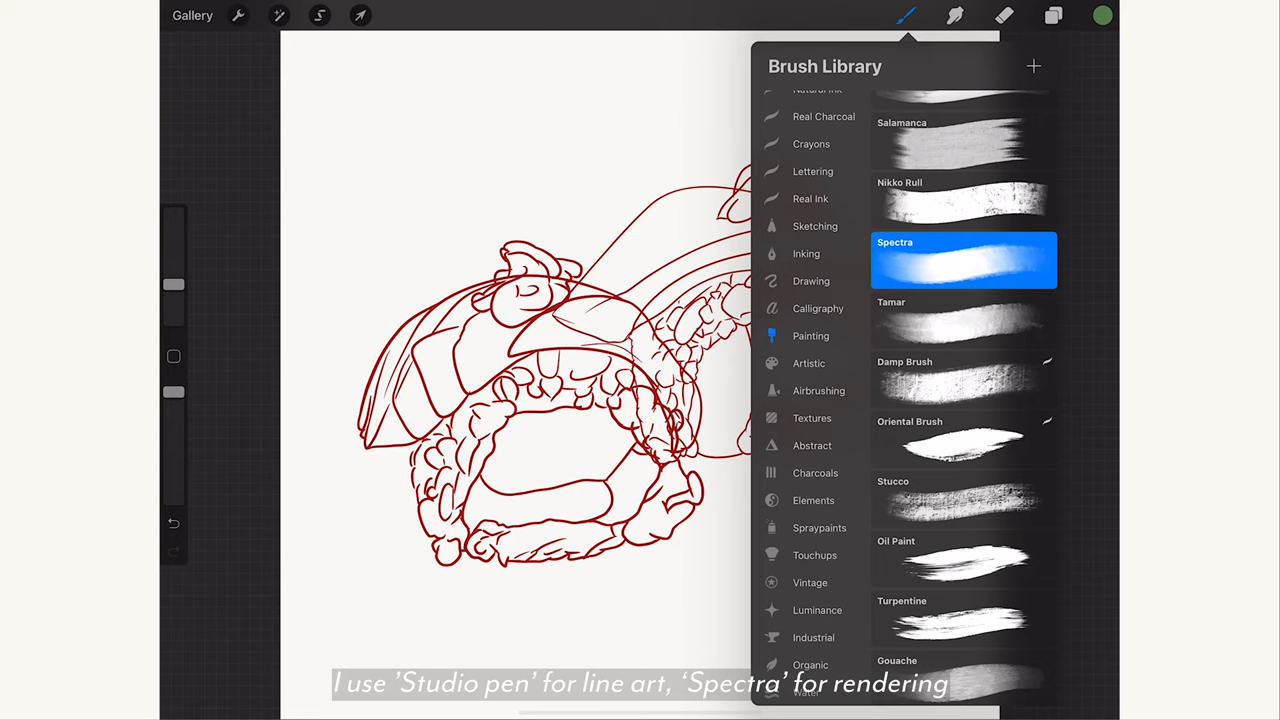 Gallery
Brush Library
Real Charcoal
Crayons
Lettering
Real Ink
Sketching
Inking
Drawing
Calligraphy
Painting
Artistic
Airbrushing
Textures
Abstract
Charcoals
Elements
Spraypaints
Touchups
Vintage
Luminance
Industrial
Organic
Salamanca
Nikko Rull
Spectra
Tamar
Damp Brush
Oriental Brush
Stucco
Oil Paint
Turpentine
Gouache
I use 'Studio pen' for line art, 'Spectra' for rendering